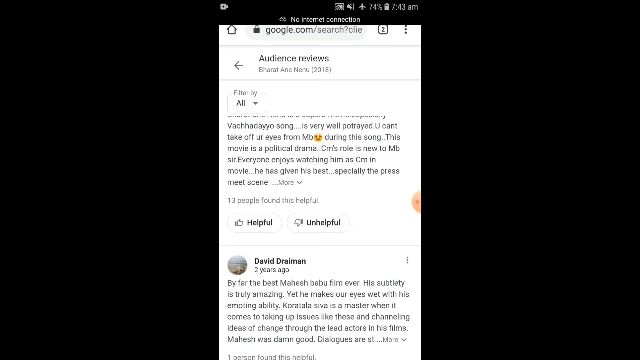 74% 7:43 am
No internet connection
google.com/search?clie
2
Audience reviews
Bharat Ane Nenu (2018)
Filter by
All
Vachhadayyo song....is very well potrayed.U cant
take off ur eyes from Mb😍 during this song..This
movie is a political drama.. Cm's role is new to Mb
sir.Everyone enjoys watching him as Cm in
movie...he has given his best...specially the press
meet scene ...More
13 people found this helpful.
Helpful Unhelpful
David Draiman
2 years ago
By far the best Mahesh babu film ever. His subtlety
is truly amazing. Yet he makes our eyes wet with his
emoting ability. Koratala siva is a master when it
comes to taking up issues like these and channeling
ideas of change through the lead actors in his films.
Mahesh was damn good. Dialogues are st ...More
1 person found this helpful.